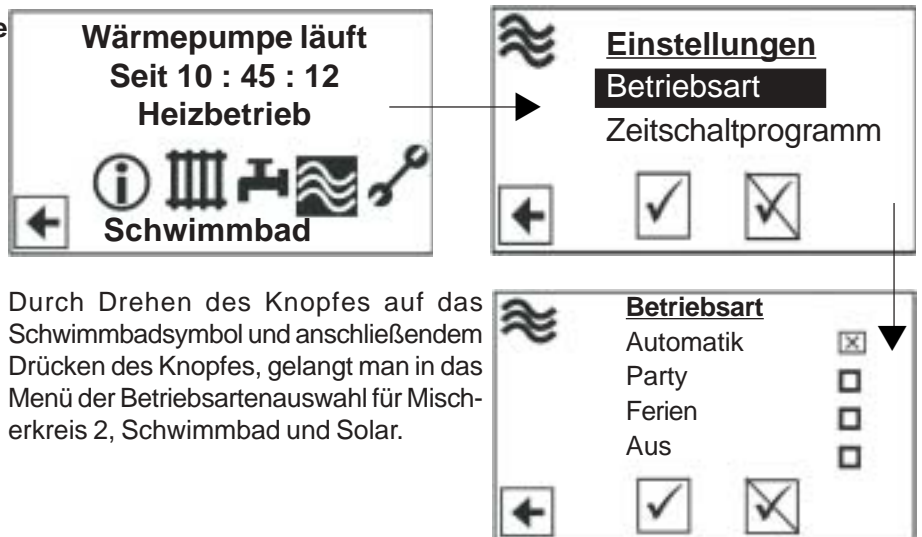 e
Wärmepumpe läuft
Seit 10 : 45 : 12
Heizbetrieb
Schwimmbad
Einstellungen
Betriebsart
Zeitschaltprogramm
Durch Drehen des Knopfes auf das
Schwimmbadsymbol und anschließendem
Drücken des Knopfes, gelangt man in das
Menü der Betriebsartenauswahl für Misch-
erkreis 2, Schwimmbad und Solar.
Betriebsart
Automatik
Party
Ferien
Aus